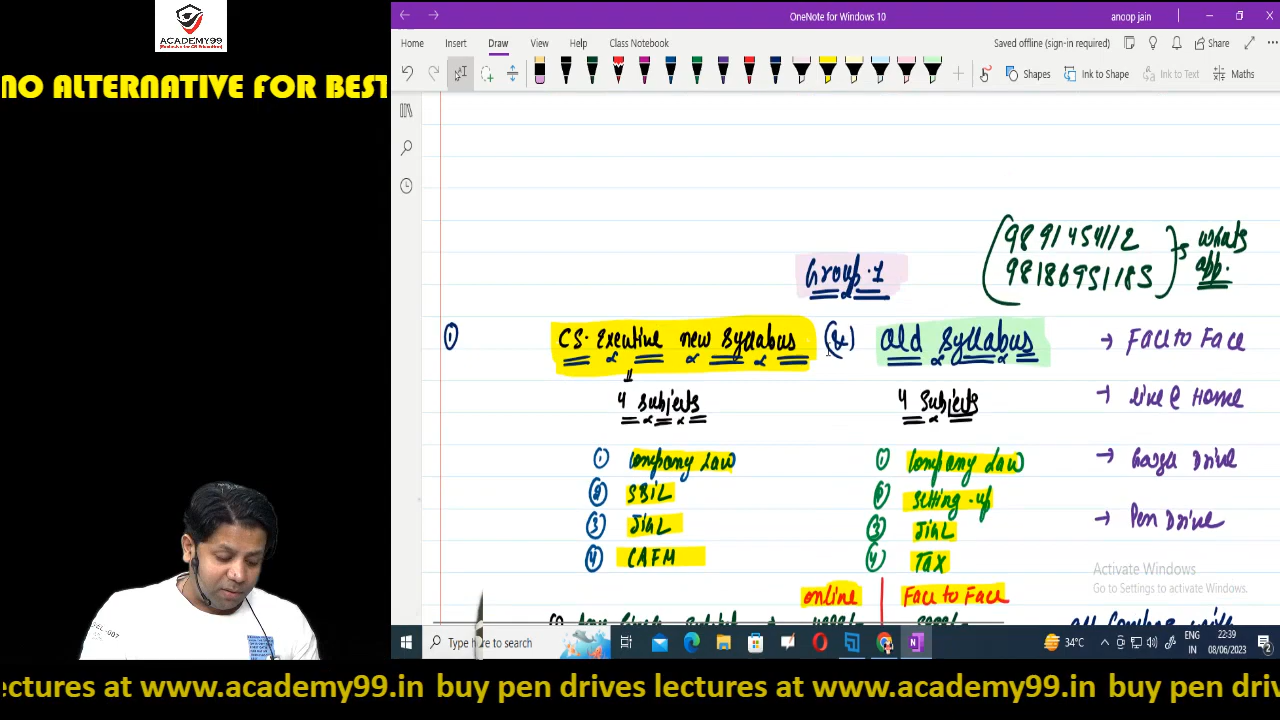 ACADEMY99
NO ALTERNATIVE FOR BEST
OneNote for Windows 10
anoop jain
Home Insert Draw View Help Class Notebook
Saved offline (sign-in required)
Share
Shapes
Ink to Shape
Ink to Text
Maths
9891454112
whats
app.
Group-1
① CS-Executive new Syllabus (&) Old Syllabus → Face to Face
4 Subjects 4 Subjects → Live @ Home
① Company Law ① Company Law → Google Drive
② SBIL ② Setting-up
③ JIGL ③ JIGL → Pen Drive
④ CAFM ④ TAX
Activate Windows
Go to Settings to activate Windows.
online Face to Face
Type here to search
34°C
ENG
IN
22:39
08/06/2023
2
ectures at www.academy99.in buy pen drives lectures at www.academy99.in buy pen driv